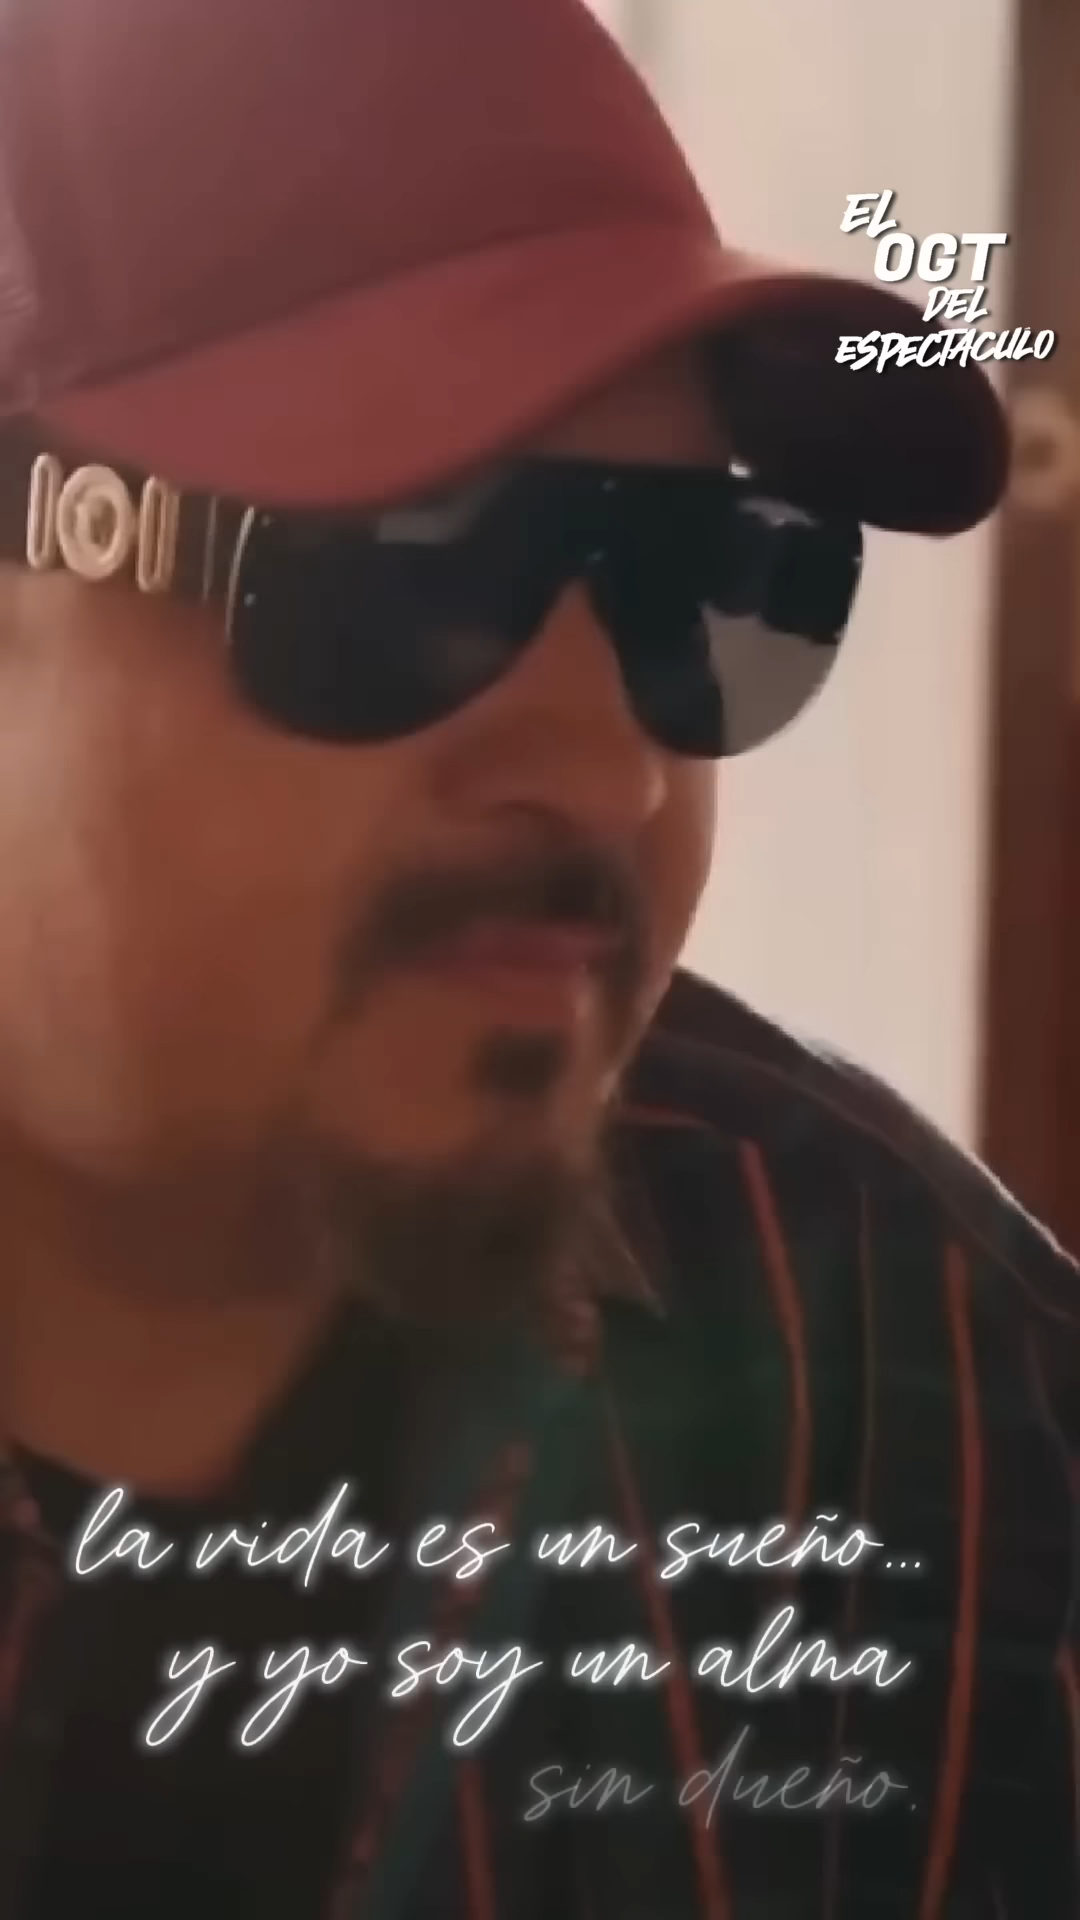 EL
OGT
DEL
ESPECTACULO
la vida es un sueño...
y yo soy un alma
sin dueño.